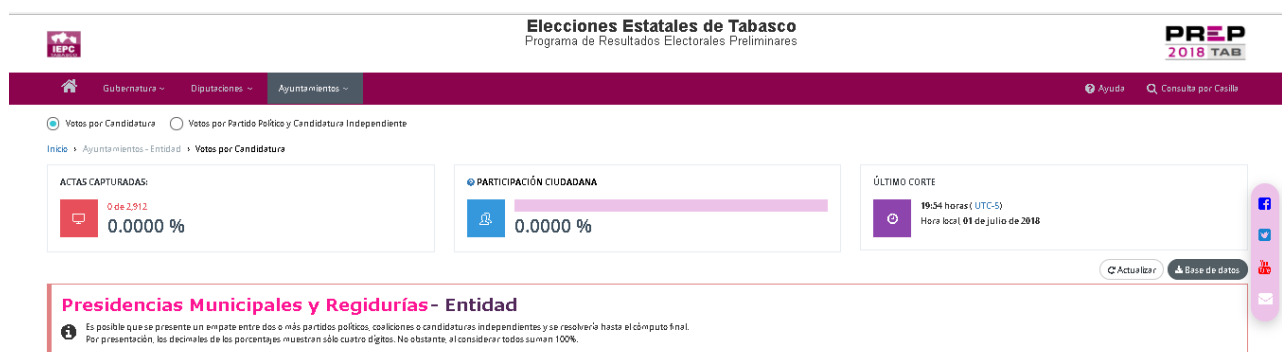 Elecciones Estatales de Tabasco
Programa de Resultados Electorales Preliminares
IEPC
TABASCO
PREP
2018 TAB
Gubernatura
Diputaciones
Ayuntamientos
Ayuda
Consulta por Casilla
Votos por Candidatura
Votos por Partido Político y Candidatura Independiente
Inicio › Ayuntamientos - Entidad › Votos por Candidatura
ACTAS CAPTURADAS:
0 de 2,912
0.0000 %
PARTICIPACIÓN CIUDADANA
0.0000 %
ÚLTIMO CORTE
19:54 horas ( UTC-5)
Hora local, 01 de julio de 2018
Actualizar
Base de datos
Presidencias Municipales y Regidurías - Entidad
Es posible que se presente un empate entre dos o más partidos políticos, coaliciones o candidaturas independientes y se resolvería hasta el cómputo final.
Por presentación, los decimales de los porcentajes muestran sólo cuatro dígitos. No obstante, al considerar todos suman 100%.